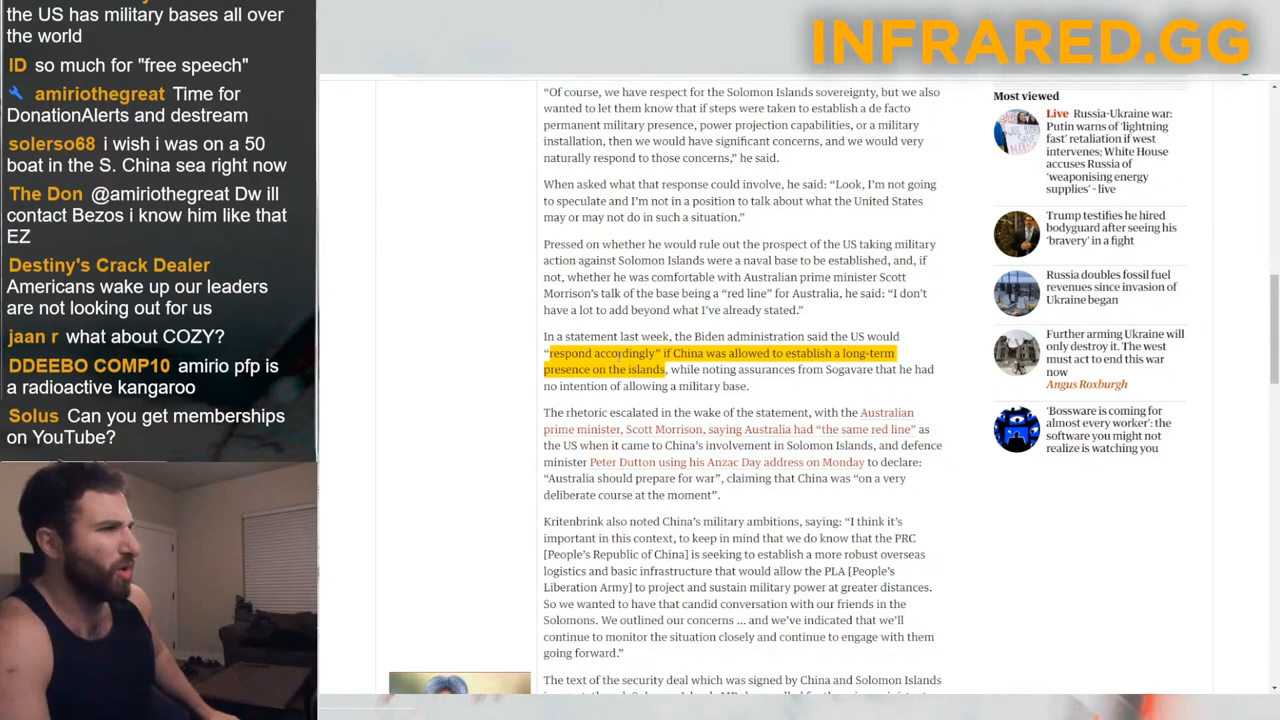 the US has military bases all over
the world
ID so much for "free speech"
amiriothegreat Time for
DonationAlerts and destream
solerso68 i wish i was on a 50
boat in the S. China sea right now
The Don @amiriothegreat Dw ill
contact Bezos i know him like that
EZ
Destiny's Crack Dealer
Americans wake up our leaders
are not looking out for us
jaan r what about COZY?
DDEEBO COMP10 amirio pfp is
a radioactive kangaroo
Solus Can you get memberships
on YouTube?
INFRARED.GG
“Of course, we have respect for the Solomon Islands sovereignty, but we also
wanted to let them know that if steps were taken to establish a de facto
permanent military presence, power projection capabilities, or a military
installation, then we would have significant concerns, and we would very
naturally respond to those concerns,” he said.
When asked what that response could involve, he said: “Look, I’m not going
to speculate and I’m not in a position to talk about what the United States
may or may not do in such a situation.”
Pressed on whether he would rule out the prospect of the US taking military
action against Solomon Islands were a naval base to be established, and, if
not, whether he was comfortable with Australian prime minister Scott
Morrison’s talk of the base being a “red line” for Australia, he said: “I don’t
have a lot to add beyond what I’ve already stated.”
In a statement last week, the Biden administration said the US would
“respond accordingly” if China was allowed to establish a long-term
presence on the islands, while noting assurances from Sogavare that he had
no intention of allowing a military base.
The rhetoric escalated in the wake of the statement, with the Australian
prime minister, Scott Morrison, saying Australia had “the same red line” as
the US when it came to China’s involvement in Solomon Islands, and defence
minister Peter Dutton using his Anzac Day address on Monday to declare:
“Australia should prepare for war”, claiming that China was “on a very
deliberate course at the moment”.
Kritenbrink also noted China’s military ambitions, saying: “I think it’s
important in this context, to keep in mind that we do know that the PRC
[People’s Republic of China] is seeking to establish a more robust overseas
logistics and basic infrastructure that would allow the PLA [People’s
Liberation Army] to project and sustain military power at greater distances.
So we wanted to have that candid conversation with our friends in the
Solomons. We outlined our concerns ... and we’ve indicated that we’ll
continue to monitor the situation closely and continue to engage with them
going forward.”
The text of the security deal which was signed by China and Solomon Islands
Most viewed
Live Russia-Ukraine war:
Putin warns of ‘lightning
fast’ retaliation if west
intervenes; White House
accuses Russia of
‘weaponising energy
supplies’ - live
Trump testifies he hired
bodyguard after seeing his
‘bravery’ in a fight
Russia doubles fossil fuel
revenues since invasion of
Ukraine began
Further arming Ukraine will
only destroy it. The west
must act to end this war
now
Angus Roxburgh
‘Bossware is coming for
almost every worker’: the
software you might not
realize is watching you